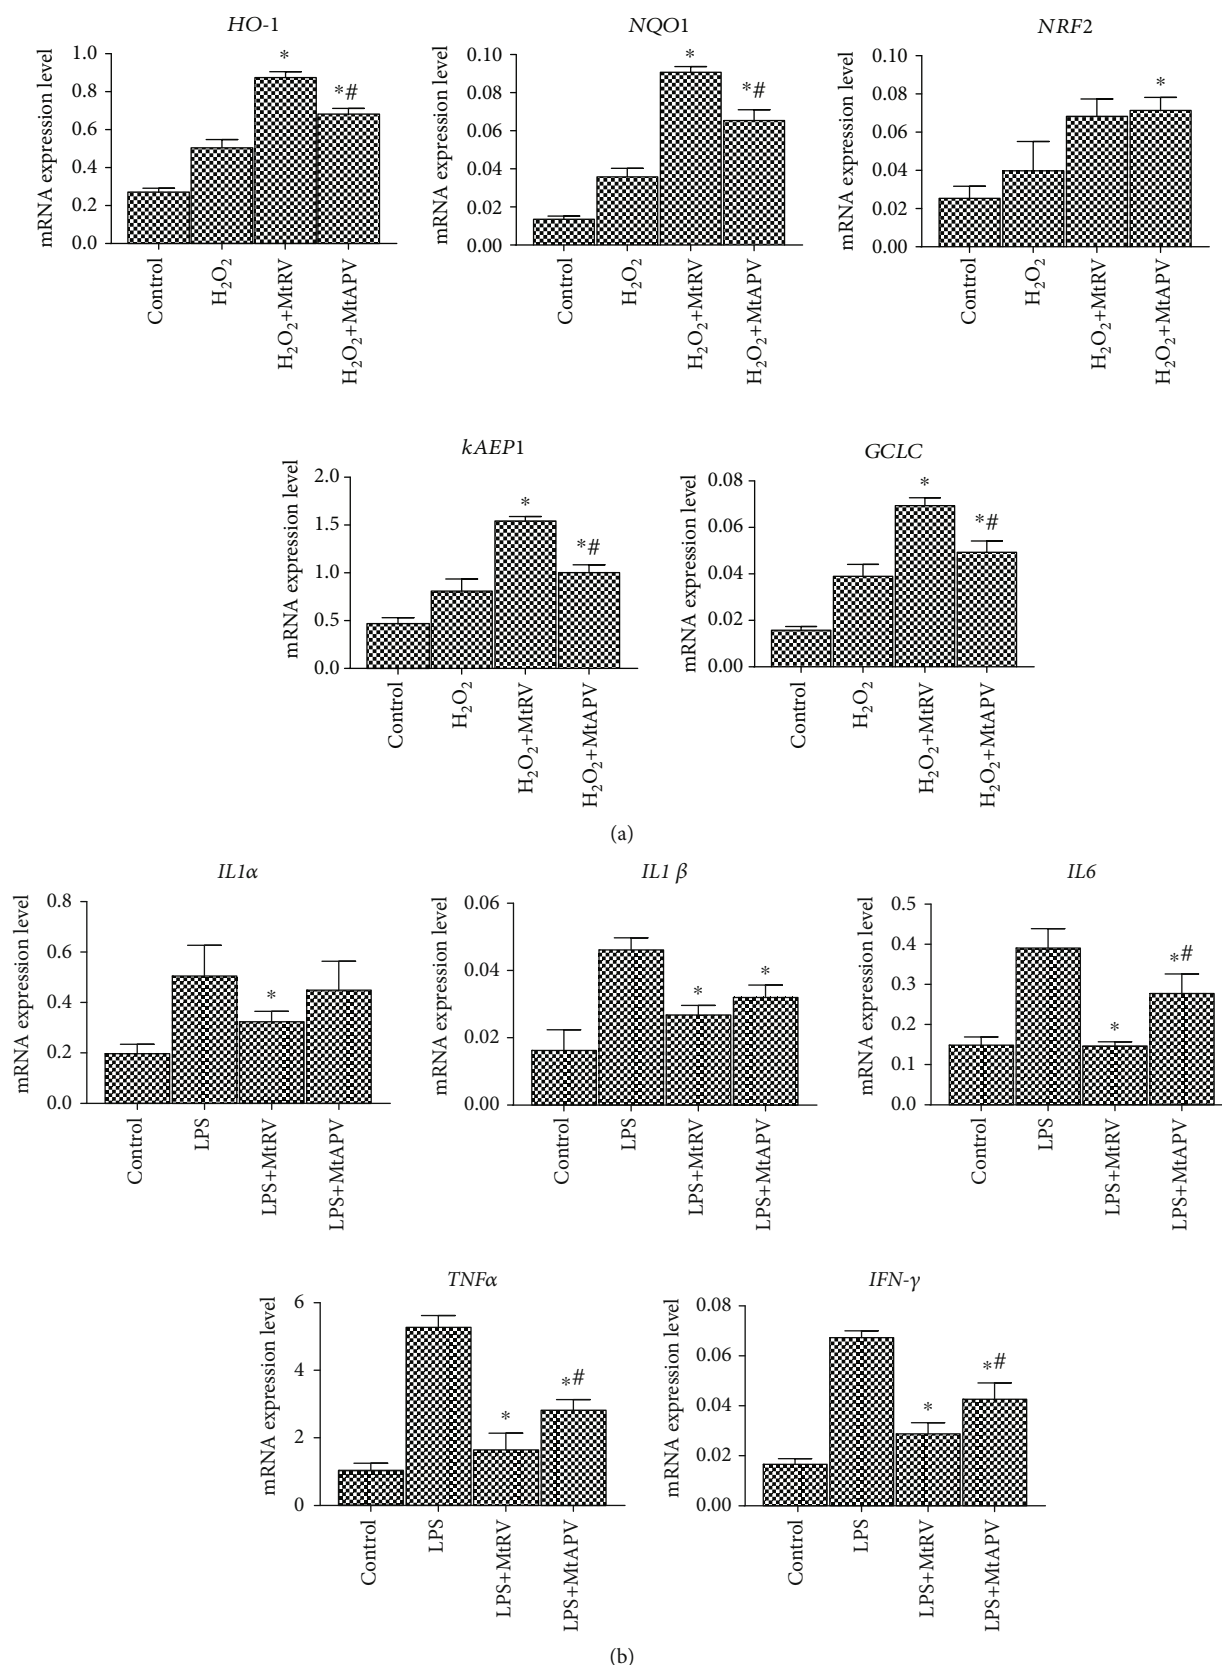 HO-1
NQO1
NRF2
mRNA expression level
1.0
0.8
0.6
0.4
0.2
0.0
*
*#
Control
H₂O₂
H₂O₂+MtRV
H₂O₂+MtAPV
mRNA expression level
0.10
0.08
0.06
0.04
0.02
0.00
*
*#
Control
H₂O₂
H₂O₂+MtRV
H₂O₂+MtAPV
mRNA expression level
0.10
0.08
0.06
0.04
0.02
0.00
*
Control
H₂O₂
H₂O₂+MtRV
H₂O₂+MtAPV
kAEP1
mRNA expression level
2.0
1.5
1.0
0.5
0.0
*
*#
Control
H₂O₂
H₂O₂+MtRV
H₂O₂+MtAPV
GCLC
mRNA expression level
0.08
0.06
0.04
0.02
0.00
*
*#
Control
H₂O₂
H₂O₂+MtRV
H₂O₂+MtAPV
(a)
IL1α
mRNA expression level
0.8
0.6
0.4
0.2
0.0
*
Control
LPS
LPS+MtRV
LPS+MtAPV
IL1 β
mRNA expression level
0.06
0.04
0.02
0.00
*
*
Control
LPS
LPS+MtRV
LPS+MtAPV
IL6
mRNA expression level
0.5
0.4
0.3
0.2
0.1
0.0
*
*#
Control
LPS
LPS+MtRV
LPS+MtAPV
TNFα
mRNA expression level
6
4
2
0
*
*#
Control
LPS
LPS+MtRV
LPS+MtAPV
IFN-γ
mRNA expression level
0.08
0.06
0.04
0.02
0.00
*
*#
Control
LPS
LPS+MtRV
LPS+MtAPV
(b)